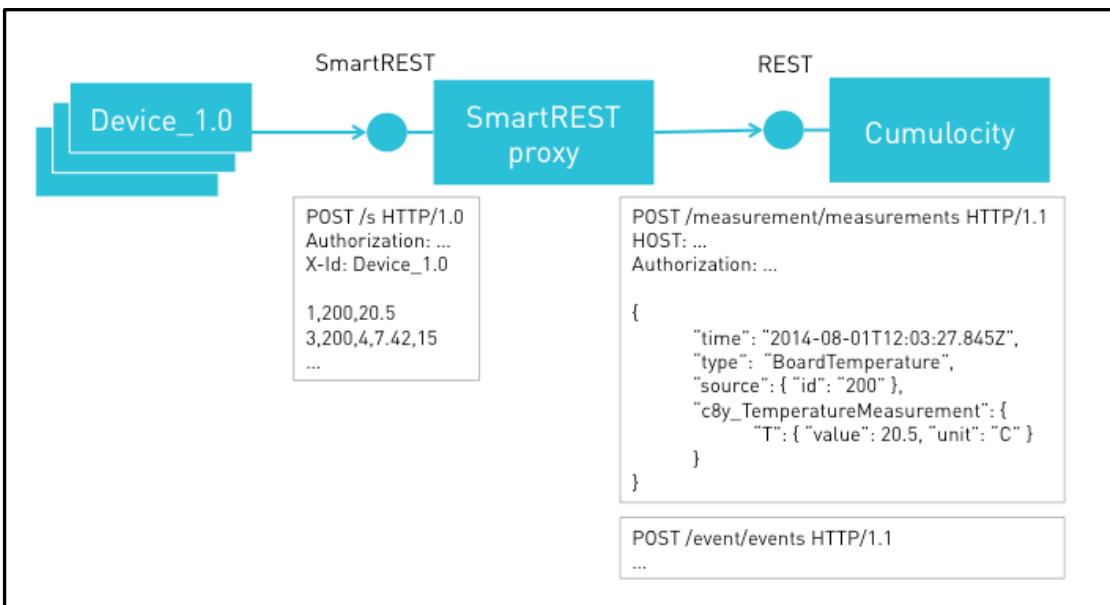 SmartREST
REST
Device_1.0
SmartREST
proxy
Cumulocity
POST /s HTTP/1.0
Authorization: ...
X-Id: Device_1.0
1,200,20.5
3,200,4,7.42,15
...
POST /measurement/measurements HTTP/1.1
HOST: ...
Authorization: ...
{
"time": "2014-08-01T12:03:27.845Z",
"type": "BoardTemperature",
"source": { "id": "200" },
"c8y_TemperatureMeasurement": {
"T": { "value": 20.5, "unit": "C" }
}
}
POST /event/events HTTP/1.1
...